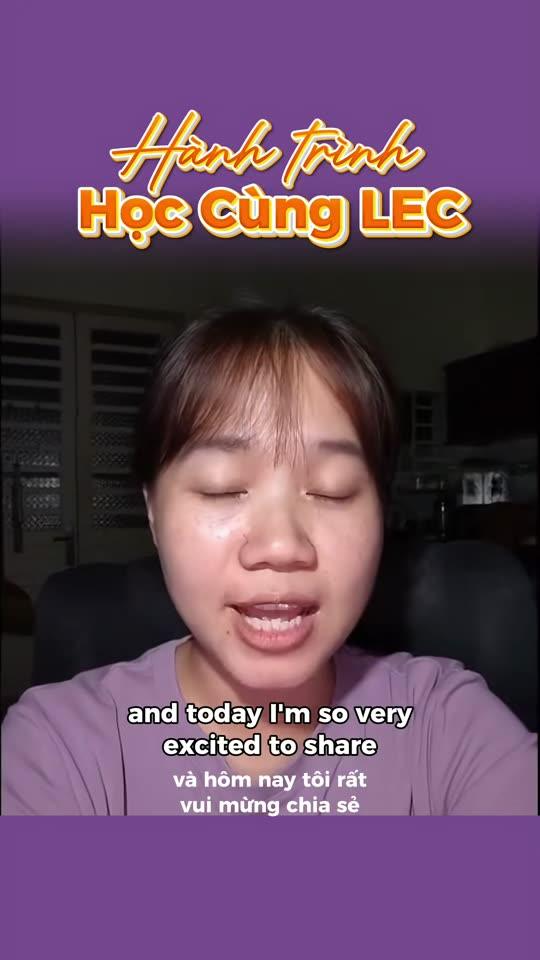 Hành trình
Học Cùng LEC
and today I'm so very
excited to share
và hôm nay tôi rất
vui mừng chia sẻ